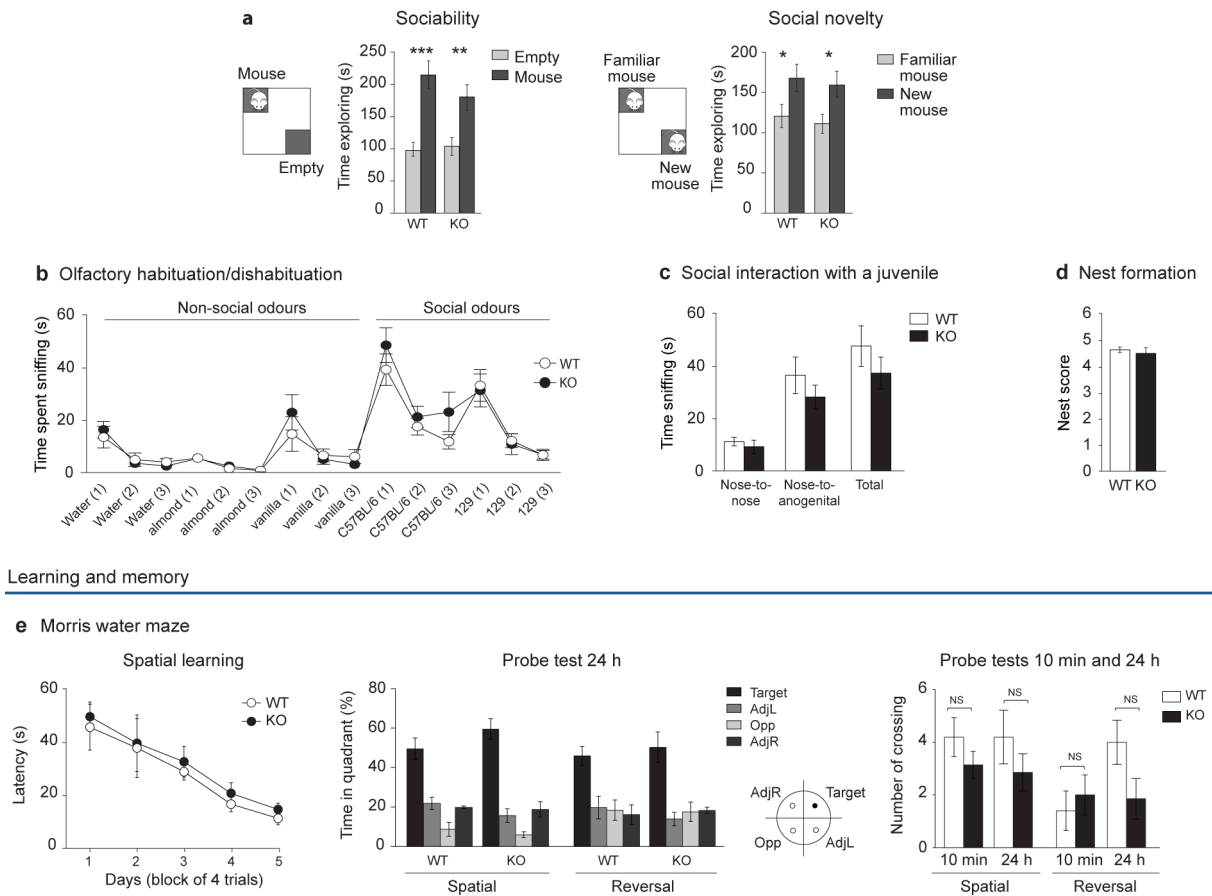 a Sociability
Social novelty
Mouse
Empty
Time exploring (s)
250
200
150
100
50
0
*** **
WT KO
Empty
Mouse
Familiar
mouse
New
mouse
Time exploring (s)
200
150
100
50
0
* *
WT KO
Familiar
mouse
New
mouse
b Olfactory habituation/dishabituation
Non-social odours
Social odours
Time spent sniffing (s)
60
40
20
0
WT
KO
Water (1)
Water (2)
Water (3)
almond (1)
almond (2)
almond (3)
vanilla (1)
vanilla (2)
vanilla (3)
C57BL/6 (1)
C57BL/6 (2)
C57BL/6 (3)
129 (1)
129 (2)
129 (3)
c Social interaction with a juvenile
Time sniffing (s)
60
40
20
0
WT
KO
Nose-to-
nose
Nose-to-
anogenital
Total
d Nest formation
Nest score
6
5
4
3
2
1
0
WT KO
Learning and memory
e Morris water maze
Spatial learning
Latency (s)
60
40
20
0
WT
KO
1 2 3 4 5
Days (block of 4 trials)
Probe test 24 h
Time in quadrant (%)
80
60
40
20
0
WT KO WT KO
Spatial Reversal
Target
AdjL
Opp
AdjR
AdjR Target
Opp AdjL
Probe tests 10 min and 24 h
Number of crossing
6
4
2
0
NS NS NS NS
WT
KO
10 min 24 h 10 min 24 h
Spatial Reversal